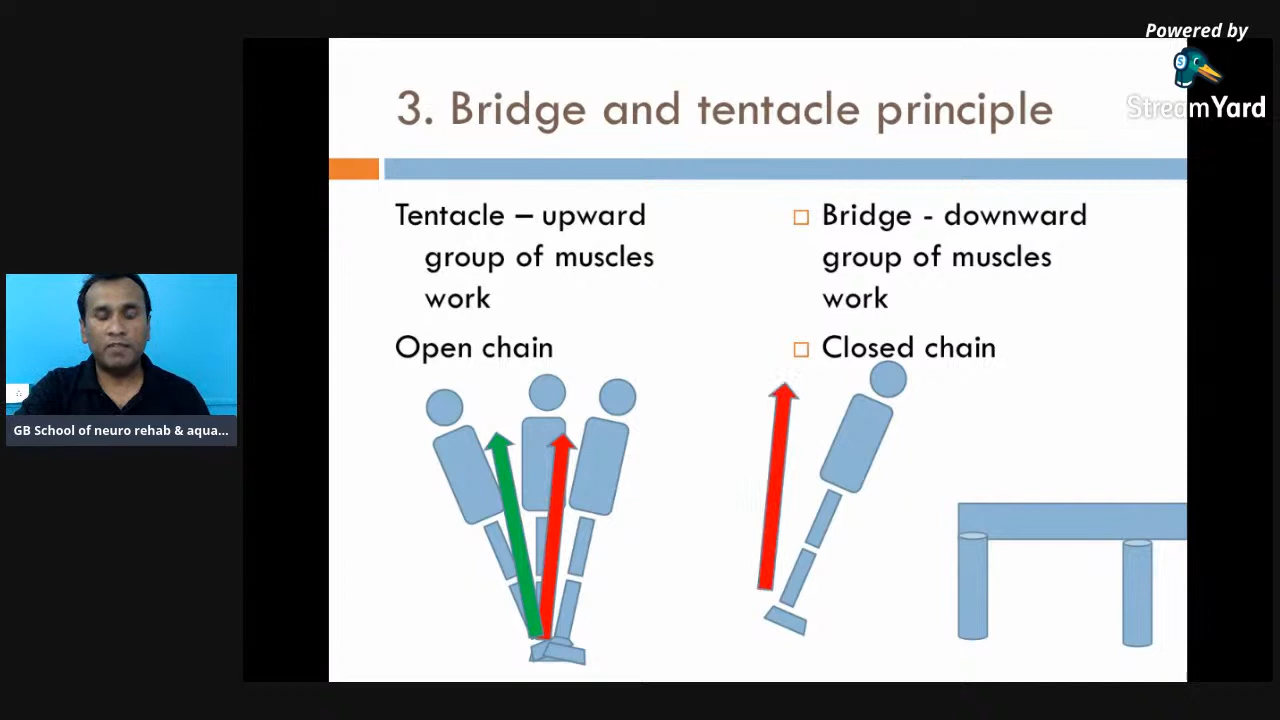 Powered by
StreamYard
3. Bridge and tentacle principle
Tentacle – upward
group of muscles
work
Open chain
Bridge - downward
group of muscles
work
Closed chain
GB School of neuro rehab & aqua...